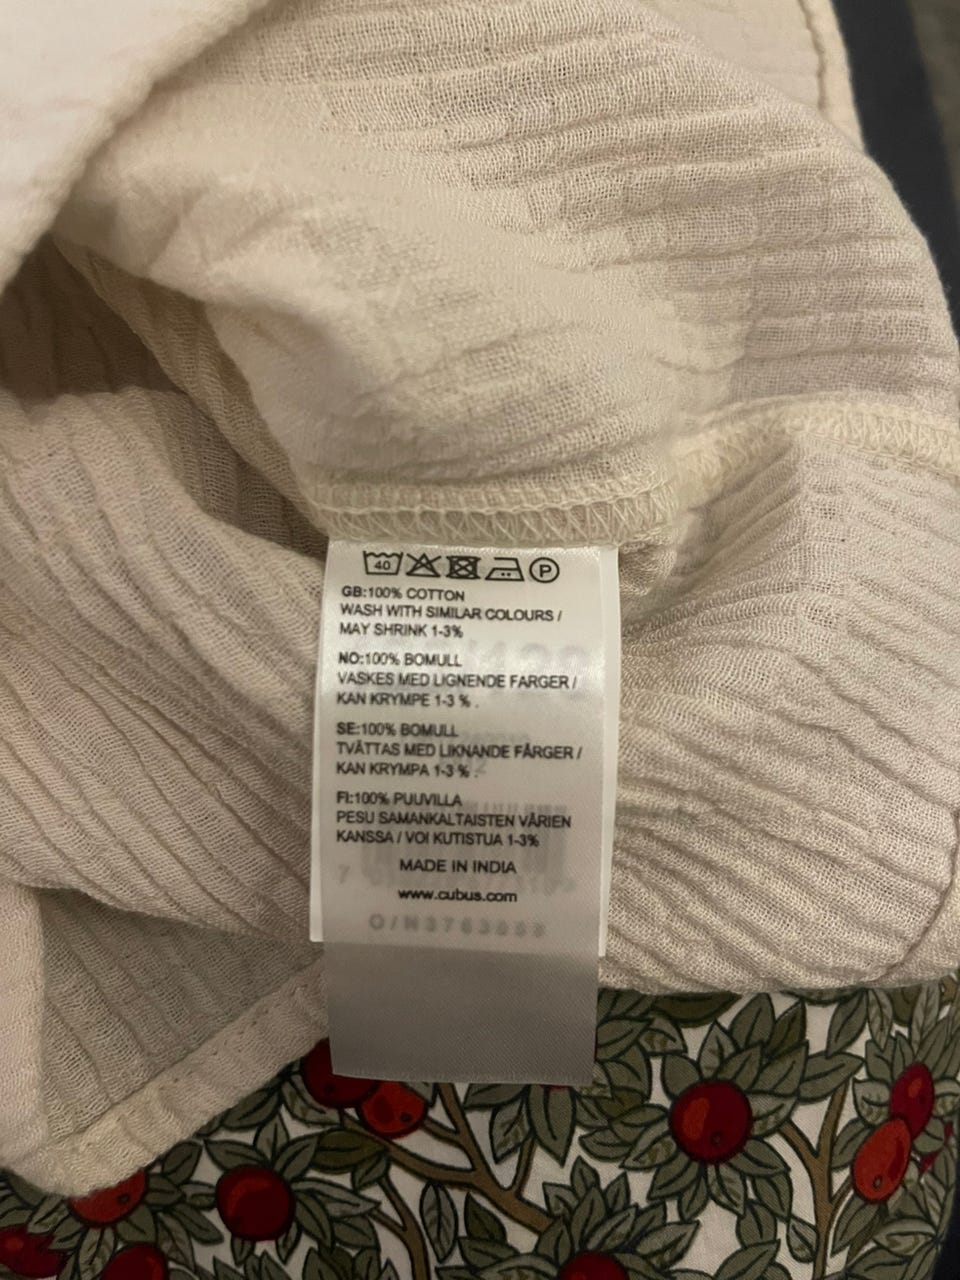 40 P
GB:100% COTTON
WASH WITH SIMILAR COLOURS /
MAY SHRINK 1-3%
NO:100% BOMULL
VASKES MED LIGNENDE FARGER /
KAN KRYMPE 1-3 % .
SE:100% BOMULL
TVÄTTAS MED LIKNANDE FÄRGER /
KAN KRYMPA 1-3 % .
FI:100% PUUVILLA
PESU SAMANKALTAISTEN VÄRIEN
KANSSA / VOI KUTISTUA 1-3%
MADE IN INDIA
www.cubus.com